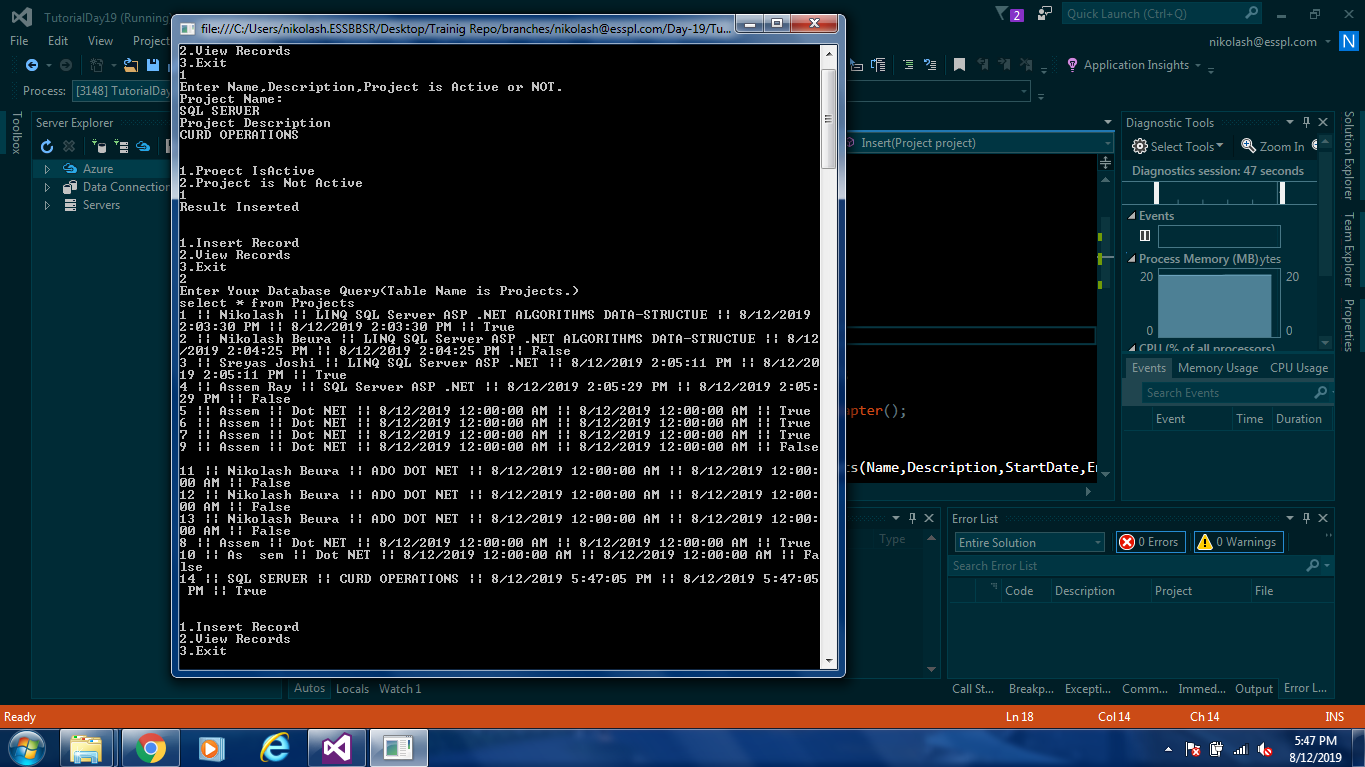 TutorialDay19 (Running)
file:///C:/Users/nikolash.ESSBBSR/Desktop/Trainig Repo/branches/nikolash@esspl.com/Day-19/Tu...
2
Quick Launch (Ctrl+Q)
File Edit View Project
nikolash@esspl.com
N
Application Insights
Process: [3148] TutorialDay
Toolbox
Server Explorer
Azure
Data Connection
Servers
2.View Records
3.Exit
1
Enter Name,Description,Project is Active or NOT.
Project Name:
SQL SERVER
Project Description
CURD OPERATIONS
1.Proect IsActive
2.Project is Not Active
1
Result Inserted
1.Insert Record
2.View Records
3.Exit
2
Enter Your Database Query(Table Name is Projects.)
select * from Projects
1 || Nikolash || LINQ SQL Server ASP .NET ALGORITHMS DATA-STRUCTUE || 8/12/2019
2:03:30 PM || 8/12/2019 2:03:30 PM || True
2 || Nikolash Beura || LINQ SQL Server ASP .NET ALGORITHMS DATA-STRUCTUE || 8/12
/2019 2:04:25 PM || 8/12/2019 2:04:25 PM || False
3 || Sreyas Joshi || LINQ SQL Server ASP .NET || 8/12/2019 2:05:11 PM || 8/12/20
19 2:05:11 PM || True
4 || Assem Ray || SQL Server ASP .NET || 8/12/2019 2:05:29 PM || 8/12/2019 2:05:
29 PM || False
5 || Assem || Dot NET || 8/12/2019 12:00:00 AM || 8/12/2019 12:00:00 AM || True
6 || Assem || Dot NET || 8/12/2019 12:00:00 AM || 8/12/2019 12:00:00 AM || True
7 || Assem || Dot NET || 8/12/2019 12:00:00 AM || 8/12/2019 12:00:00 AM || True
9 || Assem || Dot NET || 8/12/2019 12:00:00 AM || 8/12/2019 12:00:00 AM || False
11 || Nikolash Beura || ADO DOT NET || 8/12/2019 12:00:00 AM || 8/12/2019 12:00:
00 AM || False
12 || Nikolash Beura || ADO DOT NET || 8/12/2019 12:00:00 AM || 8/12/2019 12:00:
00 AM || False
13 || Nikolash Beura || ADO DOT NET || 8/12/2019 12:00:00 AM || 8/12/2019 12:00:
00 AM || False
8 || Assem || Dot NET || 8/12/2019 12:00:00 AM || 8/12/2019 12:00:00 AM || True
10 || As  sem || Dot NET || 8/12/2019 12:00:00 AM || 8/12/2019 12:00:00 AM || Fa
lse
14 || SQL SERVER || CURD OPERATIONS || 8/12/2019 5:47:05 PM || 8/12/2019 5:47:05
PM || True
1.Insert Record
2.View Records
3.Exit
Insert(Project project)
apter();
ts(Name,Description,StartDate,En
Type
Diagnostic Tools
Select Tools Zoom In
Diagnostics session: 47 seconds
Events
Process Memory (MB)ytes
20 20
0 0
CPU (% of all processors)
Events Memory Usage CPU Usage
Search Events
Event Time Duration
Solution Explorer
Team Explorer
Properties
Error List
Entire Solution 0 Errors 0 Warnings
Search Error List
Code Description Project File
Autos Locals Watch 1
Call St... Breakp... Excepti... Comm... Immed... Output Error L...
Ready Ln 18 Col 14 Ch 14 INS
5:47 PM
8/12/2019